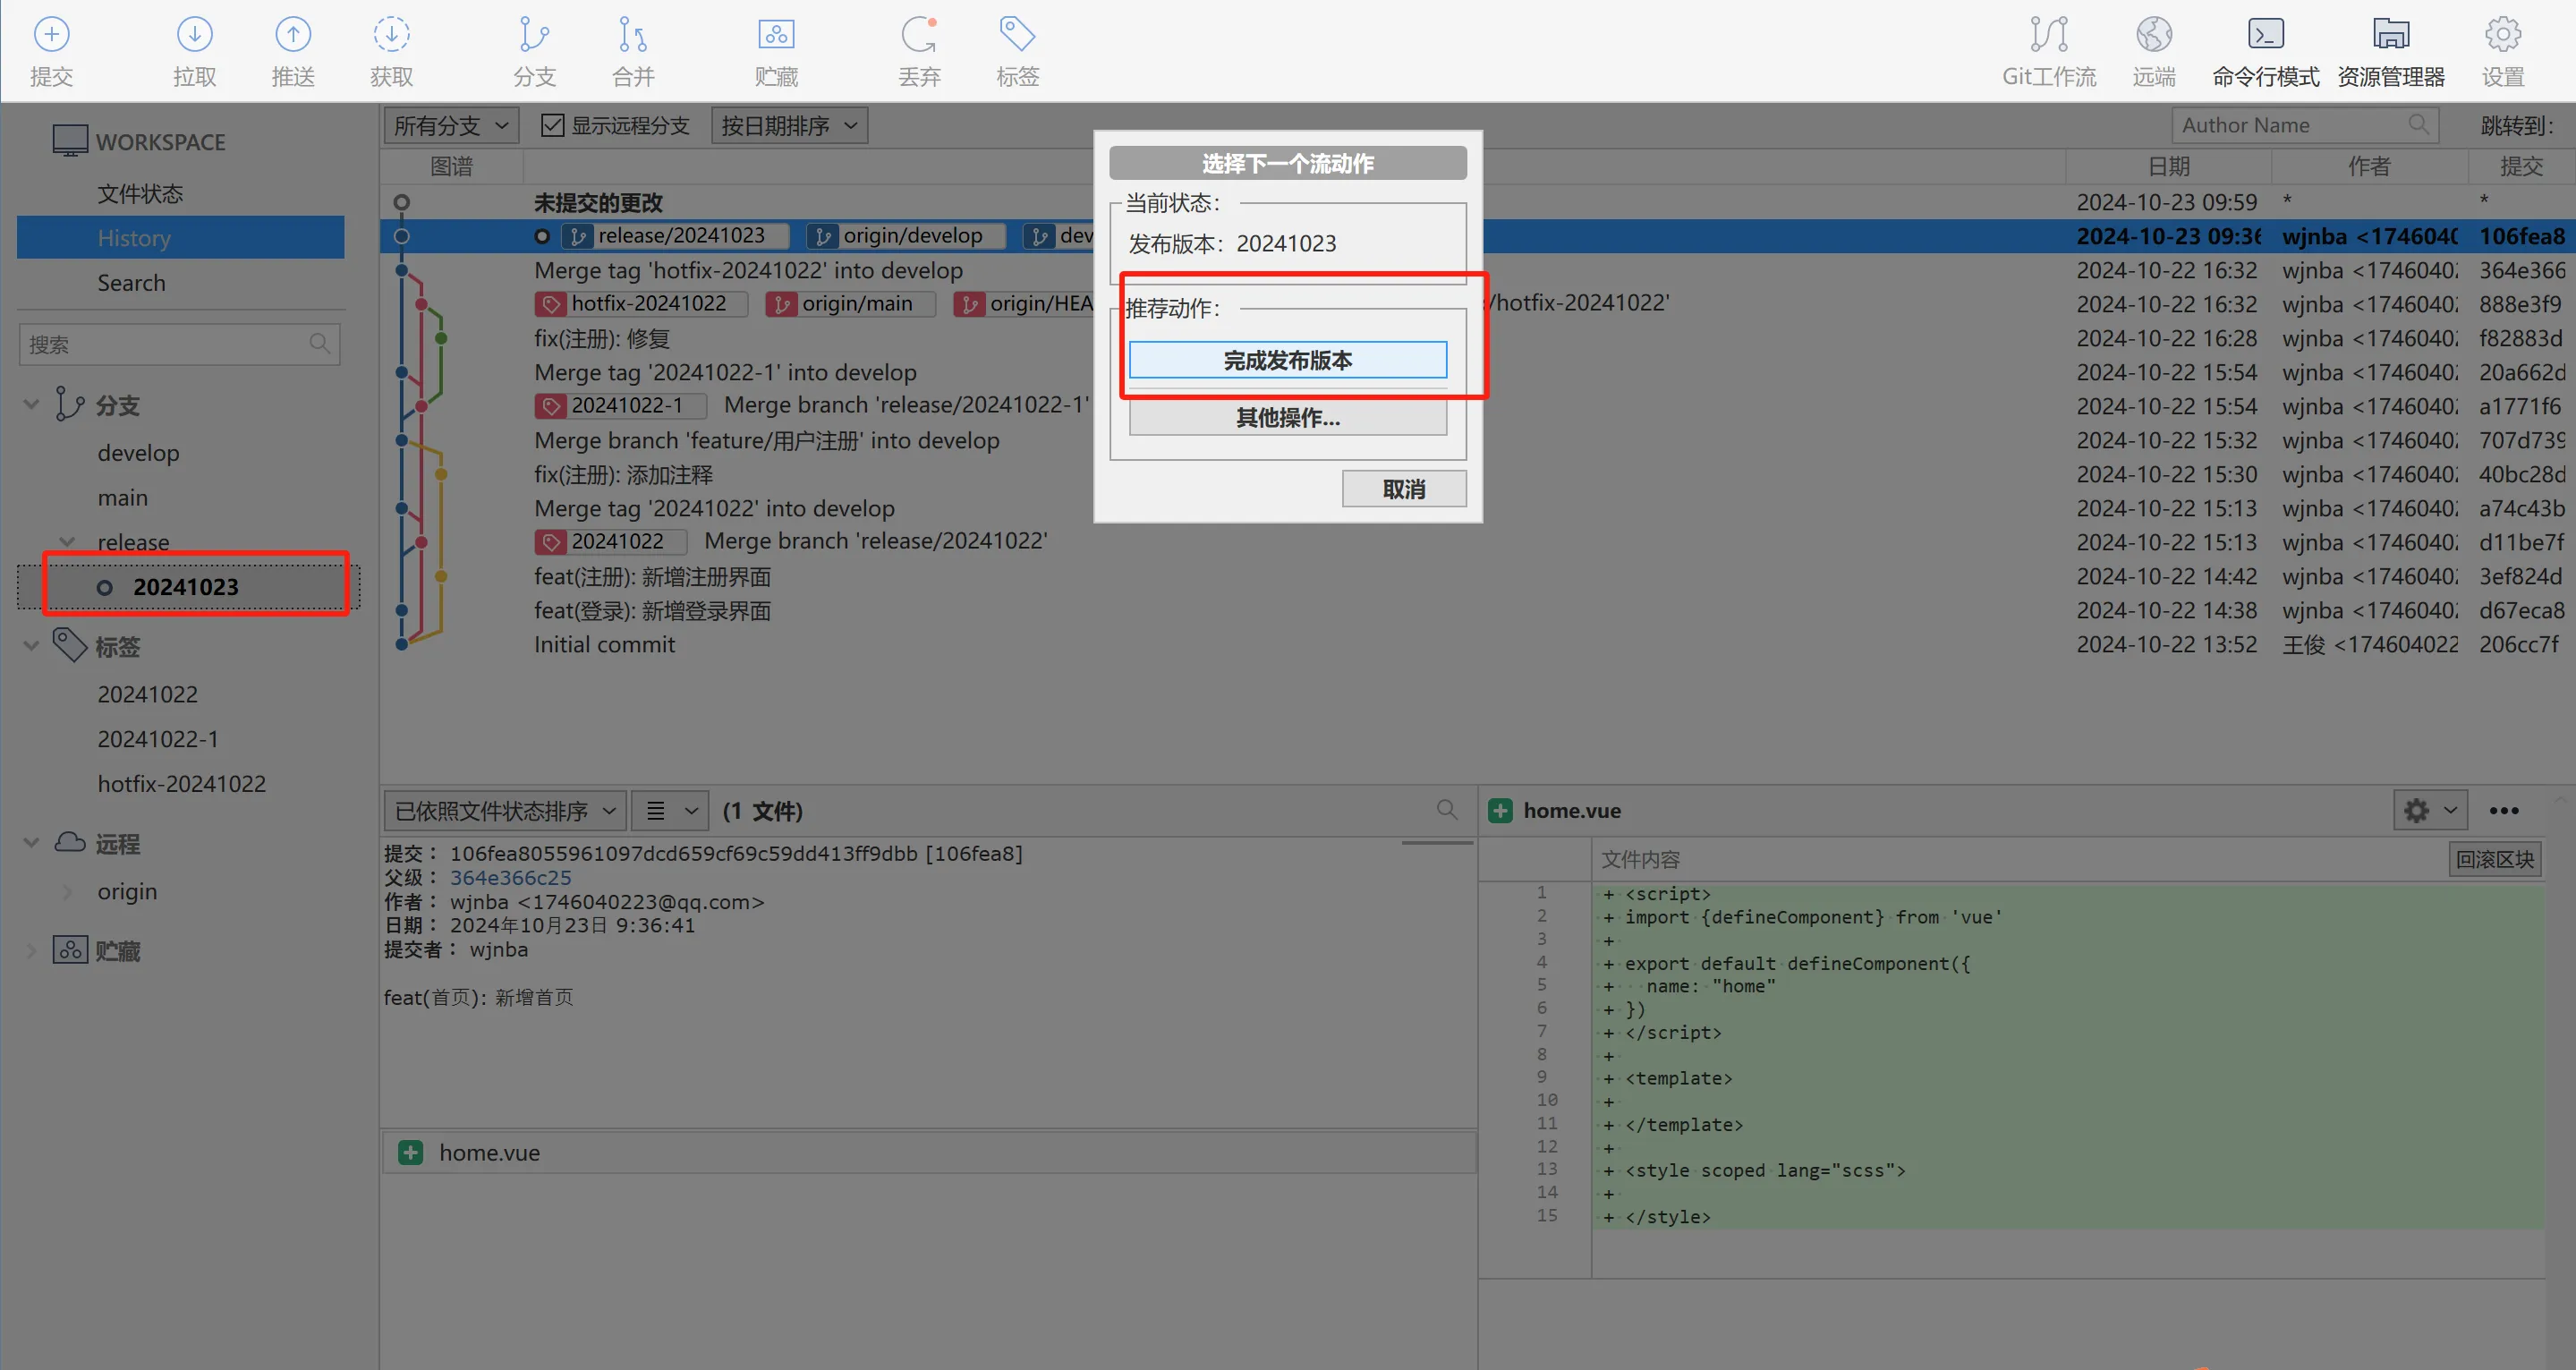 提交 拉取 推送 获取 分支 合并 贮藏 丢弃 标签 Git工作流 远端 命令行模式 资源管理器 设置
WORKSPACE
文件状态
History
Search
搜索
分支
develop
main
release
20241023
标签
20241022
20241022-1
hotfix-20241022
远程
origin
贮藏
所有分支 显示远程分支 按日期排序 Author Name 跳转到:
图谱 日期 作者 提交
未提交的更改 2024-10-23 09:59 * *
release/20241023 origin/develop dev 2024-10-23 09:36 wjnba <174604( 106fea8
Merge tag 'hotfix-20241022' into develop 2024-10-22 16:32 wjnba <1746040 364e366
hotfix-20241022 origin/main origin/HEA /hotfix-20241022' 2024-10-22 16:32 wjnba <1746040 888e3f9
fix(注册): 修复 2024-10-22 16:28 wjnba <1746040 f82883d
Merge tag '20241022-1' into develop 2024-10-22 15:54 wjnba <1746040 20a662d
20241022-1 Merge branch 'release/20241022-1' 2024-10-22 15:54 wjnba <1746040 a1771f6
Merge branch 'feature/用户注册' into develop 2024-10-22 15:32 wjnba <1746040 707d739
fix(注册): 添加注释 2024-10-22 15:30 wjnba <1746040 40bc28d
Merge tag '20241022' into develop 2024-10-22 15:13 wjnba <1746040 a74c43b
20241022 Merge branch 'release/20241022' 2024-10-22 15:13 wjnba <1746040 d11be7f
feat(注册): 新增注册界面 2024-10-22 14:42 wjnba <1746040 3ef824d
feat(登录): 新增登录界面 2024-10-22 14:38 wjnba <1746040 d67eca8
Initial commit 2024-10-22 13:52 王俊 <174604022 206cc7f
选择下一个流动作
当前状态:
发布版本: 20241023
推荐动作:
完成发布版本
其他操作...
取消
已依照文件状态排序 (1 文件)
提交: 106fea8055961097dcd659cf69c59dd413ff9dbb [106fea8]
父级: 364e366c25
作者: wjnba <1746040223@qq.com>
日期: 2024年10月23日 9:36:41
提交者: wjnba
feat(首页): 新增首页
home.vue
home.vue
文件内容 回滚区块
1 + <script>
2 + import {defineComponent} from 'vue'
3 +
4 + export default defineComponent({
5 + name: "home"
6 + })
7 + </script>
8 +
9 + <template>
10 +
11 + </template>
12 +
13 + <style scoped lang="scss">
14 +
15 + </style>